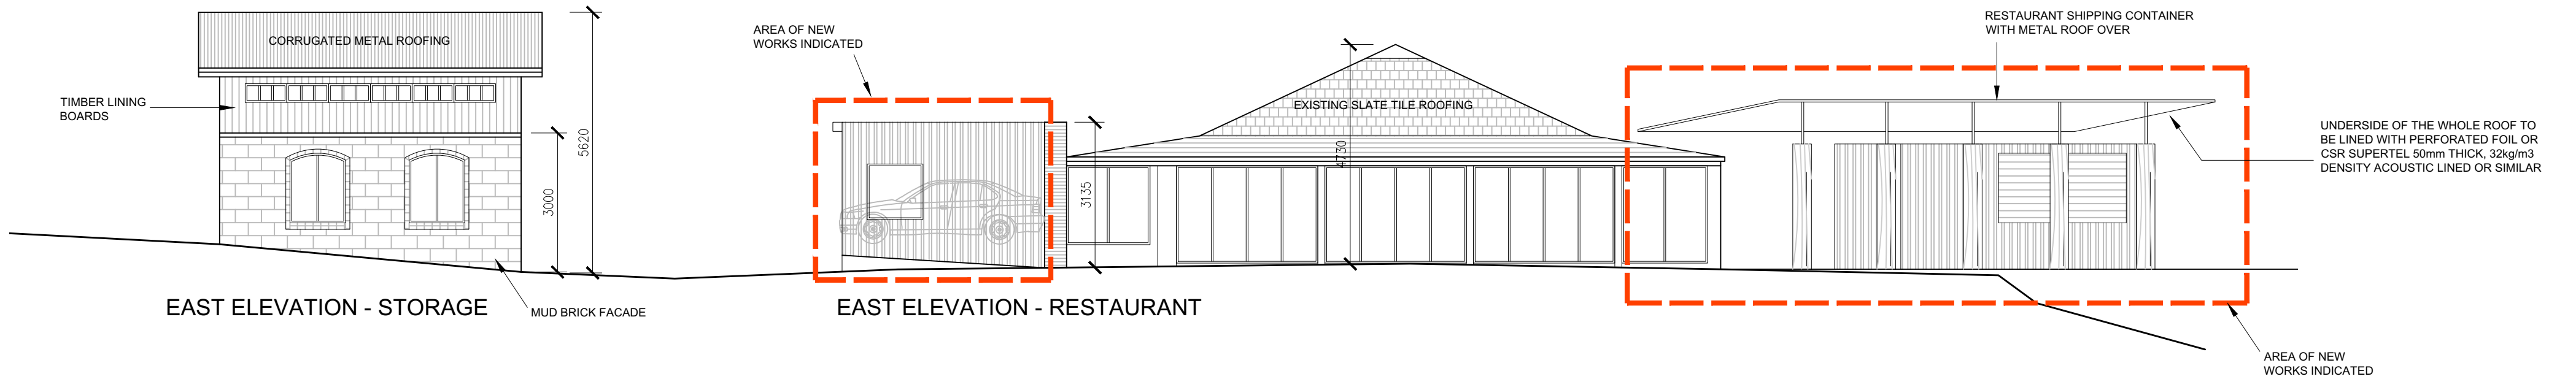 CORRUGATED METAL ROOFING
TIMBER LINING
BOARDS
5620
3000
EAST ELEVATION - STORAGE
MUD BRICK FACADE
AREA OF NEW
WORKS INDICATED
EXISTING SLATE TILE ROOFING
4730
3135
EAST ELEVATION - RESTAURANT
RESTAURANT SHIPPING CONTAINER
WITH METAL ROOF OVER
UNDERSIDE OF THE WHOLE ROOF TO
BE LINED WITH PERFORATED FOIL OR
CSR SUPERTEL 50mm THICK, 32kg/m3
DENSITY ACOUSTIC LINED OR SIMILAR
AREA OF NEW
WORKS INDICATED